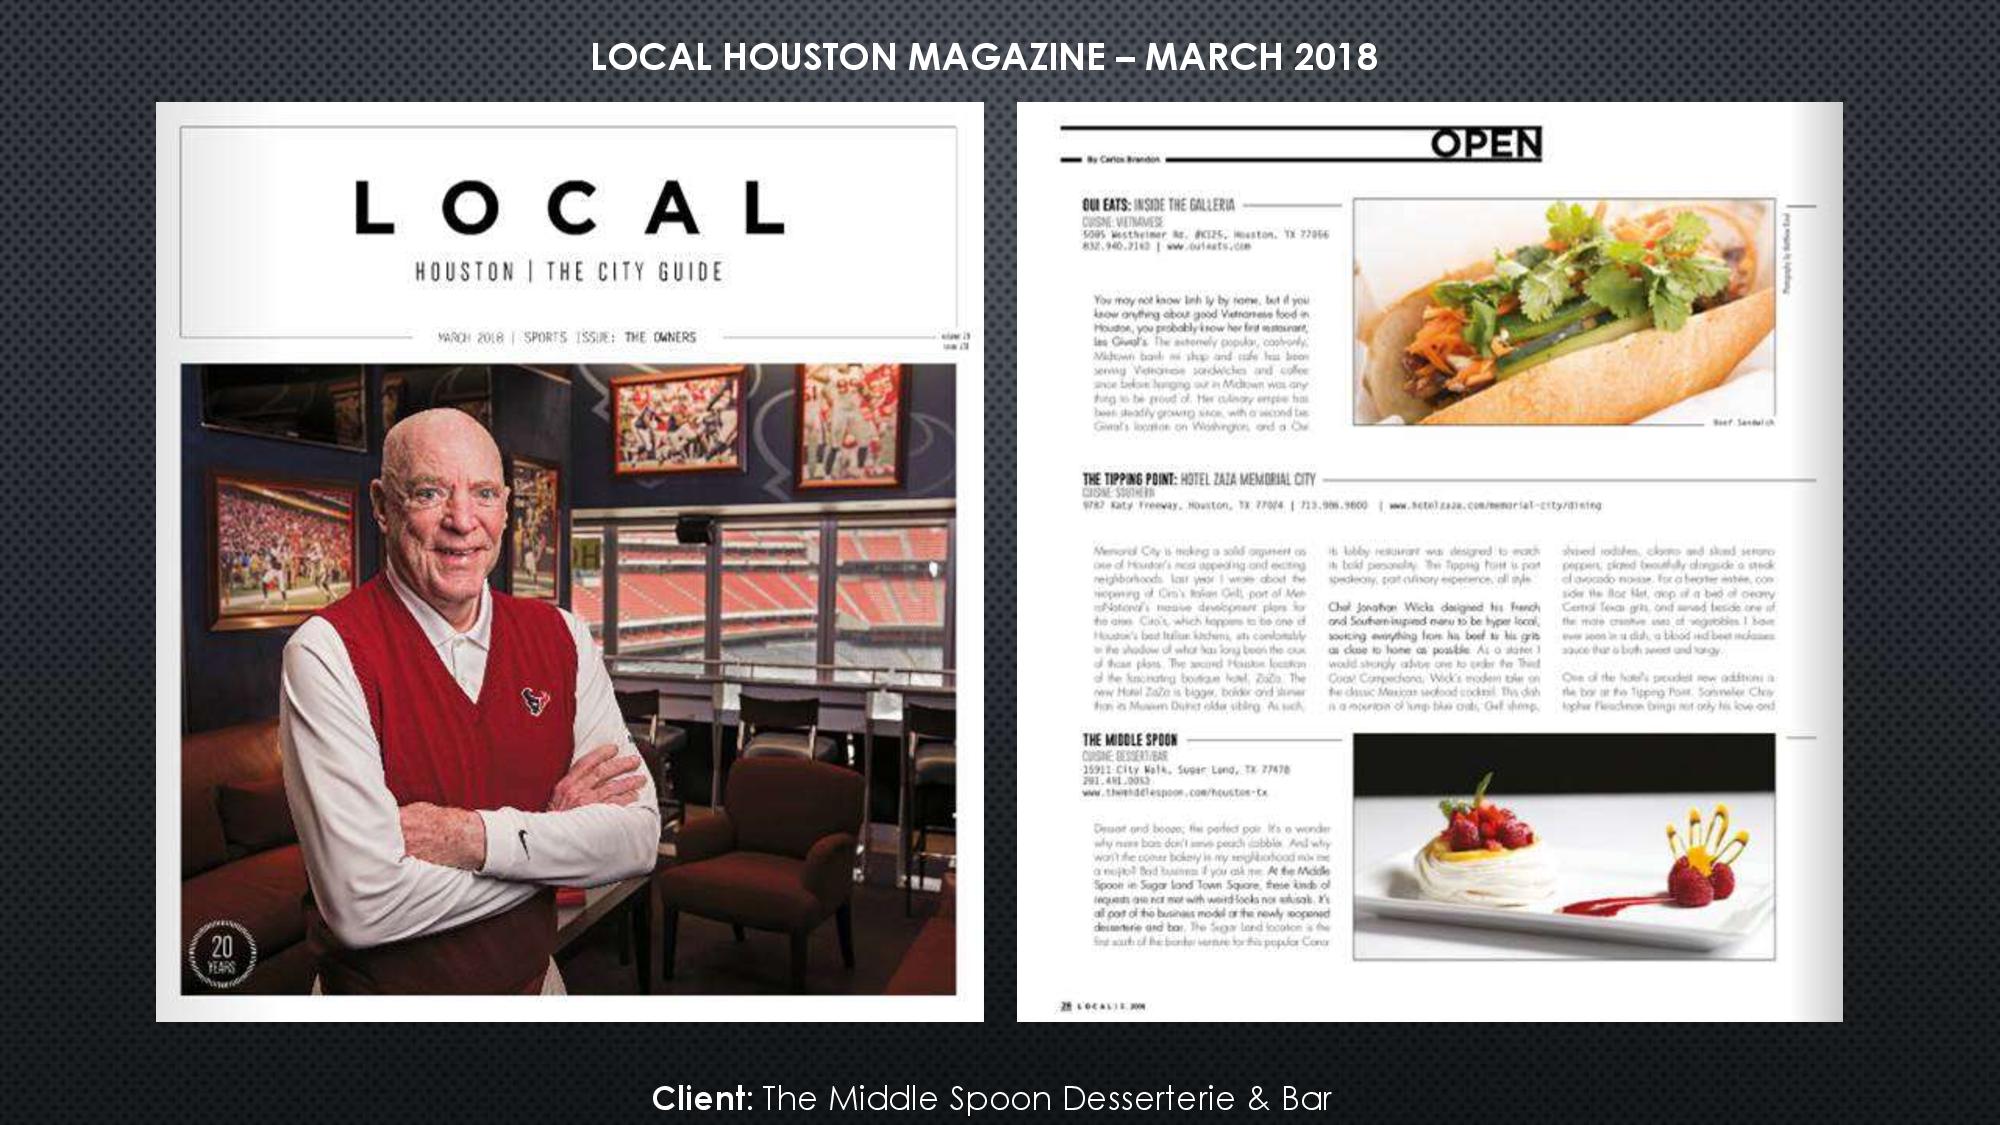 LOCAL HOUSTON MAGAZINE – MARCH 2018
LOCAL
HOUSTON | THE CITY GUIDE
MARCH 2018 | SPORTS ISSUE: THE OWNERS
20
YEARS
OPEN
By Carlos Brandon
OUI EATS: INSIDE THE GALLERIA
CUISINE: VIETNAMESE
5085 Westheimer Rd. Houston, TX 77056
832.940.2140 | www.ouieats.com
You may not know linh ly by name, but if you
know anything about good Vietnamese food in
Houston, you probably know her first restaurant,
Les Givral's. The extremely popular, cash-only,
Midtown banh mi shop and cafe has been
serving Vietnamese sandwiches and coffee
since before hanging out in Midtown was any-
thing to be proud of. Her culinary empire has
been steadily growing since, with a second Les
Givral's location on Washington, and a Oui
Beef Sandwich
THE TIPPING POINT: HOTEL ZAZA MEMORIAL CITY
CUISINE: SOUTHERN
9787 Katy Freeway, Houston, TX 77024 | 713.986.9800 | www.hotelzaza.com/memorial-city/dining
Memorial City is making a solid argument as
one of Houston's most appealing and exciting
neighborhoods. Last year I wrote about the
reopening of Ciro's Italian Grill, part of Met-
roNational's massive development plans for
the area. Ciro's, which happens to be one of
Houston's best Italian kitchens, sits comfortably
in the shadow of what has long been the crux
of those plans. The second Houston location
of the fascinating boutique hotel, ZaZa. The
new Hotel ZaZa is bigger, bolder and shinier
than its Museum District older sibling. As such,
its lobby restaurant was designed to match
its bold personality. The Tipping Point is part
speakeasy, part culinary experience, all style.
Chef Jonathan Wicks designed his French
and Southern-inspired menu to be hyper local,
sourcing everything from his beef to his grits
as close to home as possible. As a starter I
would strongly advise one to order the Third
Coast Campechana, Wick's modern take on
the classic Mexican seafood cocktail. This dish
is a mountain of lump blue crab, Gulf shrimp,
shaved radishes, cilantro and sliced serrano
peppers, plated beautifully alongside a streak
of avocado mousse. For a heartier entrée, con-
sider the 8oz filet, atop of a bed of creamy
Central Texas grits, and served beside one of
the more creative uses of vegetables I have
ever seen in a dish, a blood red beet molasses
sauce that is both sweet and tangy.
One of the hotel's proudest new additions is
the bar at the Tipping Point. Sommelier Chris-
topher Fleischman brings not only his love and
THE MIDDLE SPOON
CUISINE: DESSERT/BAR
15911 City Walk, Sugar Land, TX 77478
281.491.0053
www.themiddlespoon.com/houston-tx
Dessert and booze; the perfect pair. It's a wonder
why more bars don't serve peach cobbler. And why
won't the corner bakery in my neighborhood mix me
a mojito? Bad business if you ask me. At the Middle
Spoon in Sugar Land Town Square, these kinds of
requests are not met with weird looks nor refusals. It's
all part of the business model at the newly reopened
desserterie and bar. The Sugar Land location is the
first south of the border venture for this popular Cana-
28 LOCAL
Client: The Middle Spoon Desserterie & Bar